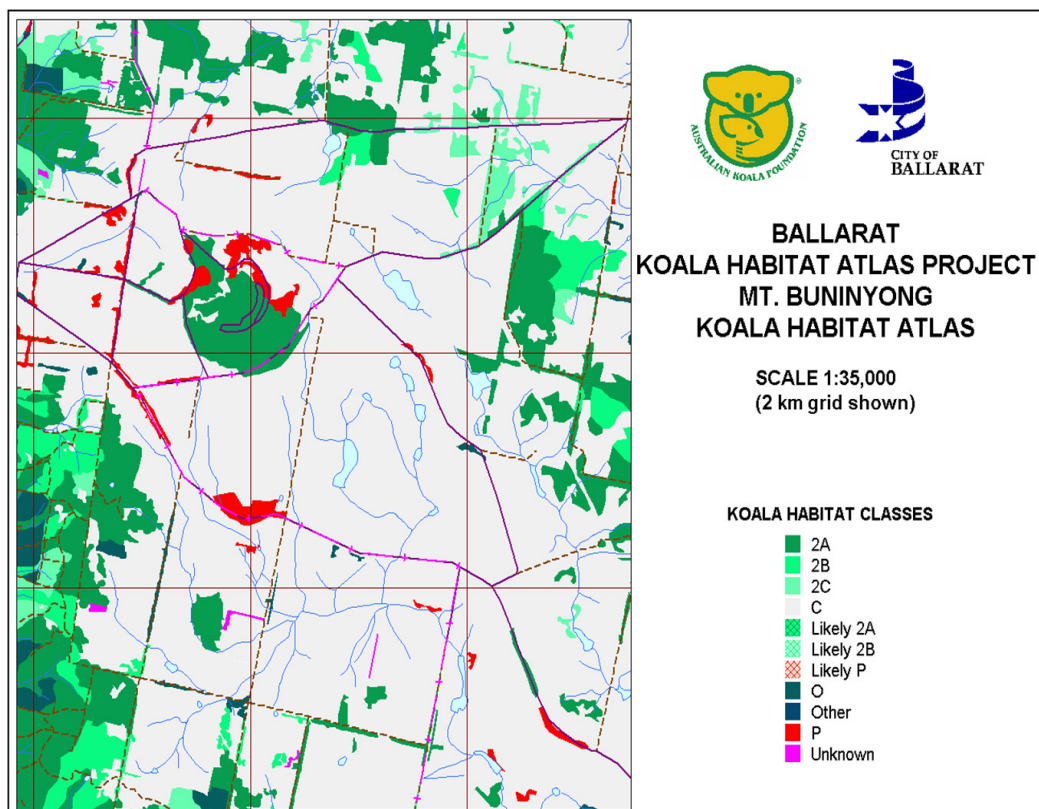 AUSTRALIAN KOALA FOUNDATION
®
CITY OF
BALLARAT
BALLARAT
KOALA HABITAT ATLAS PROJECT
MT. BUNINYONG
KOALA HABITAT ATLAS
SCALE 1:35,000
(2 km grid shown)
KOALA HABITAT CLASSES
2A
2B
2C
C
Likely 2A
Likely 2B
Likely P
O
Other
P
Unknown